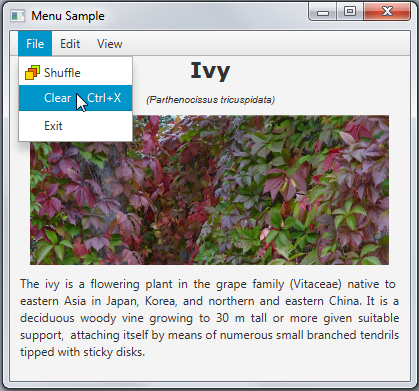 Menu Sample
File Edit View
Shuffle
Clear Ctrl+X
Exit
Ivy
(Parthenocissus tricuspidata)
The ivy is a flowering plant in the grape family (Vitaceae) native to
eastern Asia in Japan, Korea, and northern and eastern China. It is a
deciduous woody vine growing to 30 m tall or more given suitable
support, attaching itself by means of numerous small branched tendrils
tipped with sticky disks.